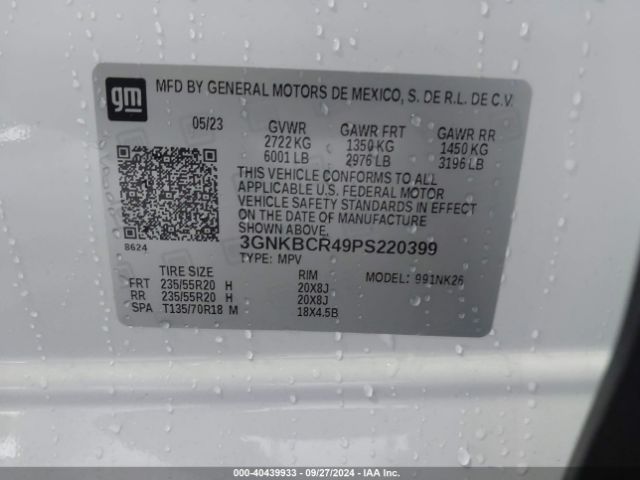 gm
MFD BY GENERAL MOTORS DE MEXICO, S. DE R.L. DE C.V.
05/23 GVWR GAWR FRT GAWR RR
2722 KG 1350 KG 1450 KG
6001 LB 2976 LB 3196 LB
THIS VEHICLE CONFORMS TO ALL
APPLICABLE U.S. FEDERAL MOTOR
VEHICLE SAFETY STANDARDS IN EFFECT
ON THE DATE OF MANUFACTURE
SHOWN ABOVE.
8624 3GNKBCR49PS220399
TYPE: MPV
TIRE SIZE RIM MODEL: 991NK26
FRT 235/55R20 H 20X8J
RR 235/55R20 H 20X8J
SPA T135/70R18 M 18X4.5B
000-40439933 - 09/27/2024 - IAA Inc.